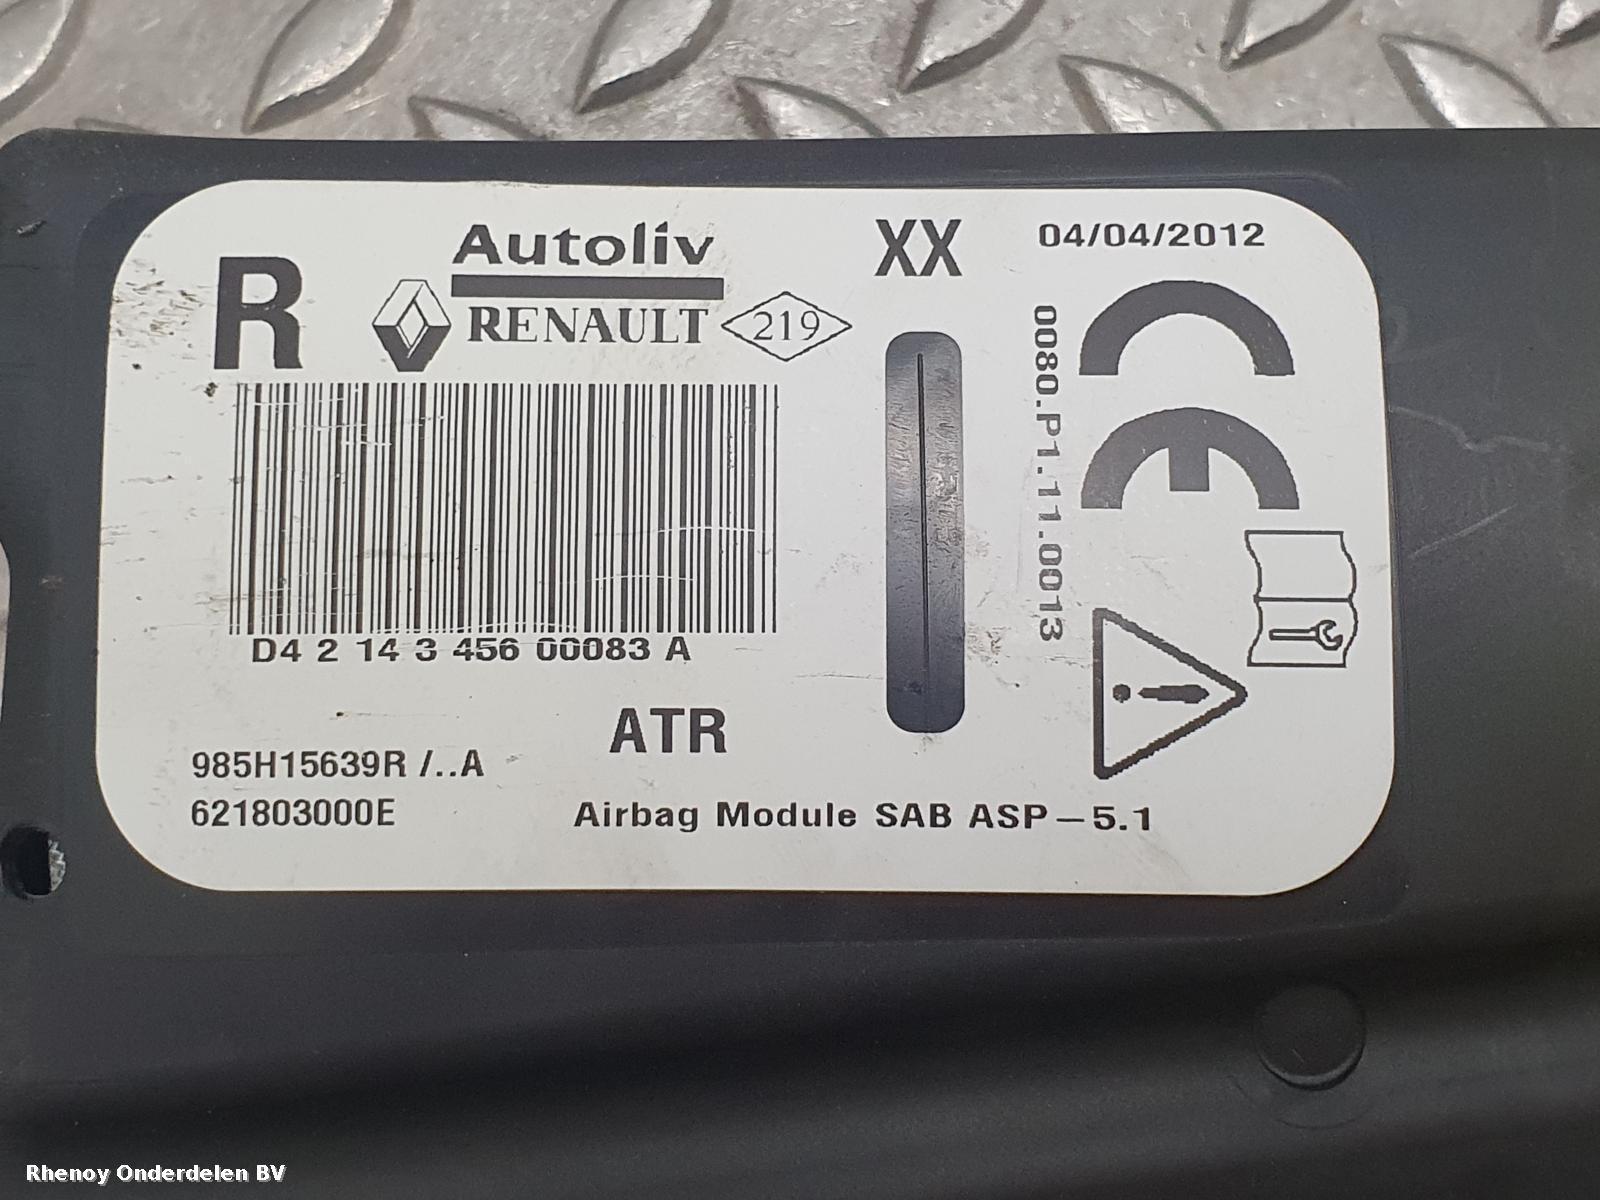 R
Autoliv
RENAULT 219
XX
04/04/2012
0080.P1.11.0013
CE
D4 2 14 3 456 00083 A
ATR
985H15639R /..A
621803000E
Airbag Module SAB ASP-5.1
Rhenoy Onderdelen BV